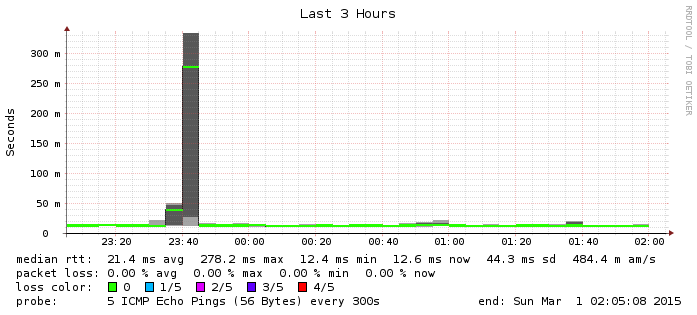 Last 3 Hours
RRDTOOL / TOBI OETIKER
Seconds
300 m
250 m
200 m
150 m
100 m
50 m
0
23:20 23:40 00:00 00:20 00:40 01:00 01:20 01:40 02:00
median rtt: 21.4 ms avg 278.2 ms max 12.4 ms min 12.6 ms now 44.3 ms sd 484.4 m am/s
packet loss: 0.00 % avg 0.00 % max 0.00 % min 0.00 % now
loss color: 0 1/5 2/5 3/5 4/5
probe: 5 ICMP Echo Pings (56 Bytes) every 300s end: Sun Mar 1 02:05:08 2015